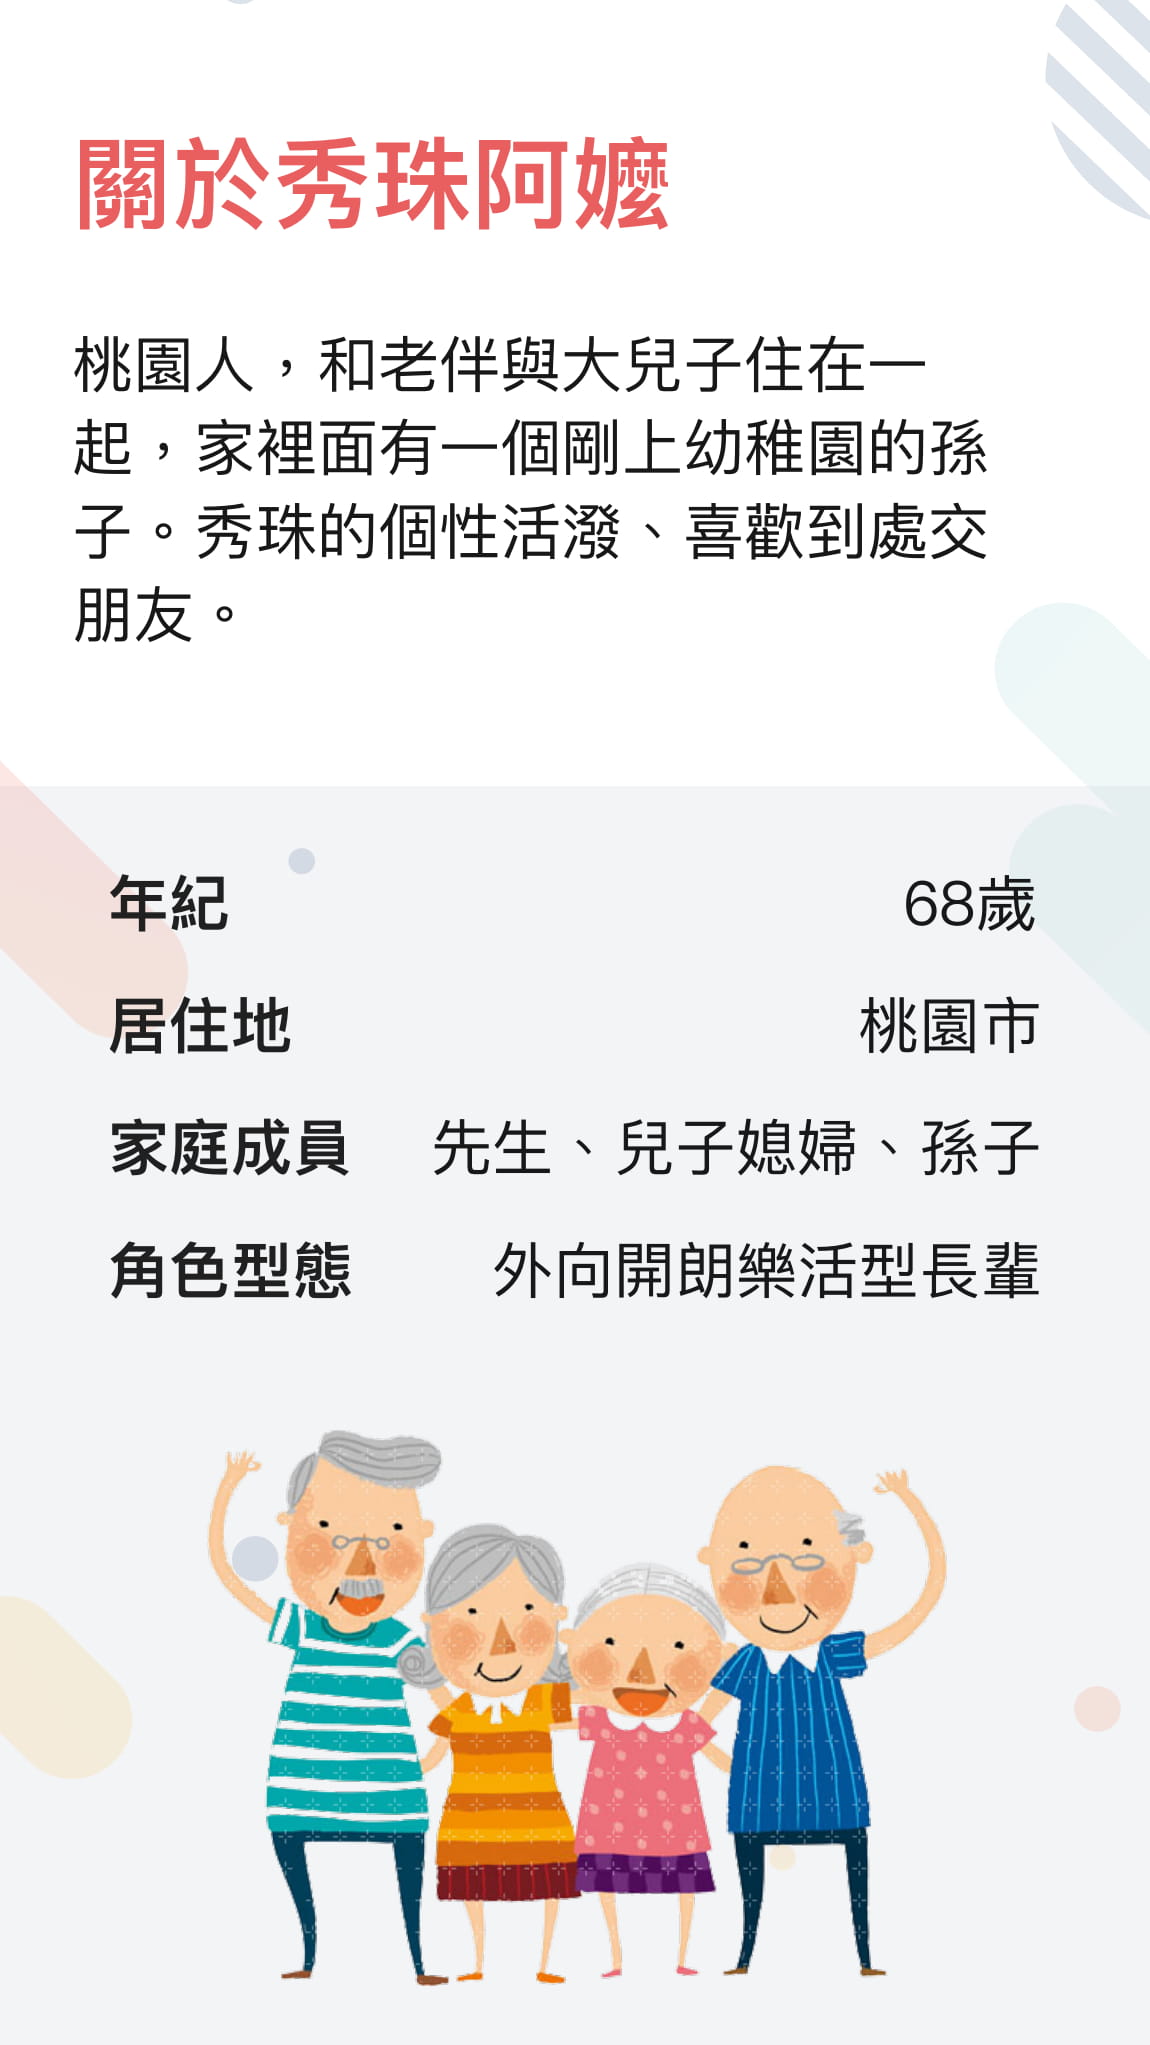 關於秀珠阿嬤
桃園人，和老伴與大兒子住在一
起，家裡面有一個剛上幼稚園的孫
子。秀珠的個性活潑、喜歡到處交
朋友。
年紀 68歲
居住地 桃園市
家庭成員 先生、兒子媳婦、孫子
角色型態 外向開朗樂活型長輩